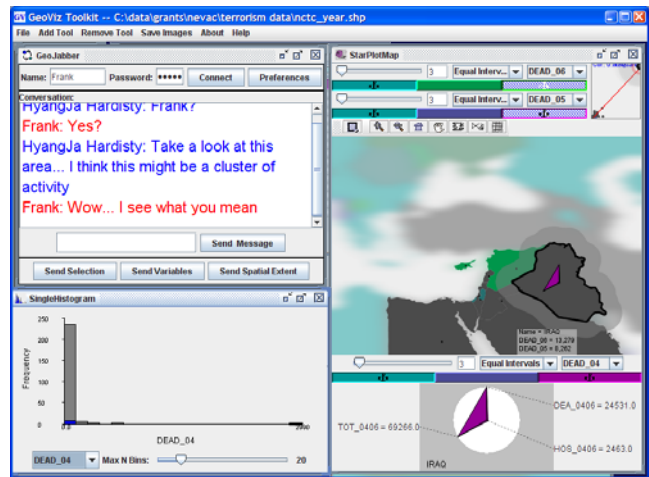 GeoViz Toolkit -- C:\data\grants\nevac\terrorism data\nctc_year.shp
File Add Tool Remove Tool Save Images About Help
GeoJabber
Name: Frank Password: ••••• Connect Preferences
Conversation:
HyangJa Hardisty: Frank?
Frank: Yes?
HyangJa Hardisty: Take a look at this
area... I think this might be a cluster of
activity
Frank: Wow... I see what you mean
Send Message
Send Selection Send Variables Send Spatial Extent
SingleHistogram
250
200
150
100
50
0
Frequency
0.0
DEAD_04
DEAD_04 Max N Bins: 20
StarPlotMap
3 Equal Interv... DEAD_06
3 Equal Interv... DEAD_05
Name = IRAQ
DEAD_06 = 13,279
DEAD_05 = 8,262
3 Equal Intervals DEAD_04
DEA_0406 = 24531.0
TOT_0406 = 69266.0
HOS_0406 = 2463.0
IRAQ